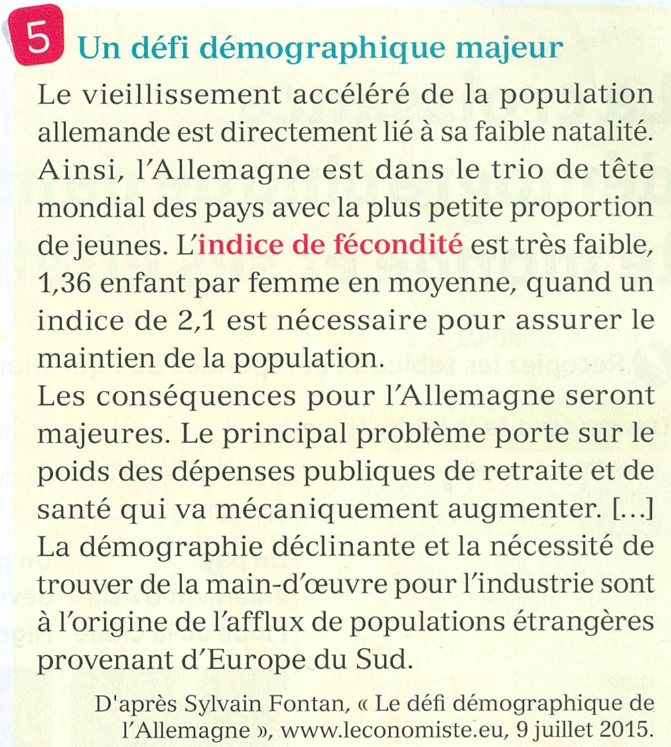 5
Un défi démographique majeur
Le vieillissement accéléré de la population
allemande est directement lié à sa faible natalité.
Ainsi, l'Allemagne est dans le trio de tête
mondial des pays avec la plus petite proportion
de jeunes. L'indice de fécondité est très faible,
1,36 enfant par femme en moyenne, quand un
indice de 2,1 est nécessaire pour assurer le
maintien de la population.
Les conséquences pour l'Allemagne seront
majeures. Le principal problème porte sur le
poids des dépenses publiques de retraite et de
santé qui va mécaniquement augmenter. [...]
La démographie déclinante et la nécessité de
trouver de la main-d'œuvre pour l'industrie sont
à l'origine de l'afflux de populations étrangères
provenant d'Europe du Sud.
D'après Sylvain Fontan, « Le défi démographique de
l'Allemagne », www.leconomiste.eu, 9 juillet 2015.